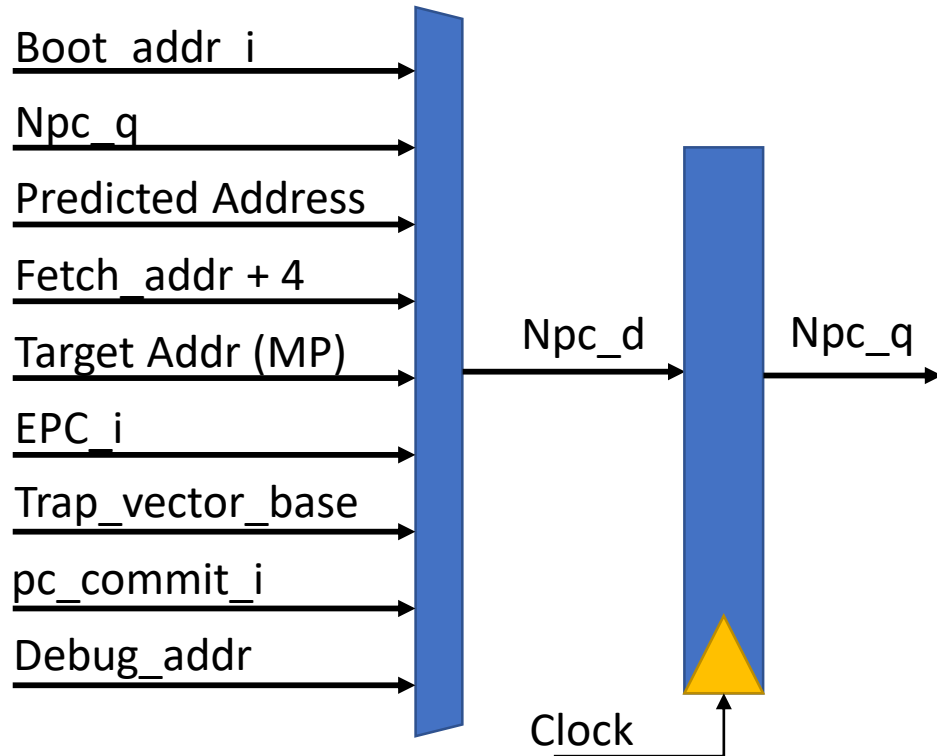 Boot_addr_i
Npc_q
Predicted Address
Fetch_addr + 4
Target Addr (MP)
EPC_i
Trap_vector_base
pc_commit_i
Debug_addr
Npc_d
Npc_q
Clock